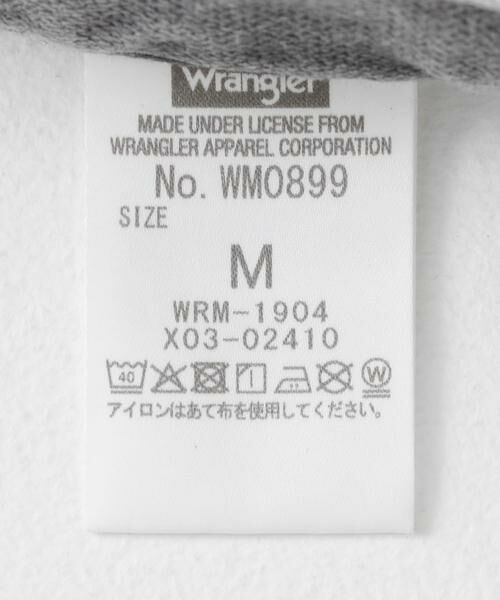 Wrangler
MADE UNDER LICENSE FROM
WRANGLER APPAREL CORPORATION
No. WM0899
SIZE
M
WRM-1904
X03-02410
40 W
アイロンはあて布を使用してください。